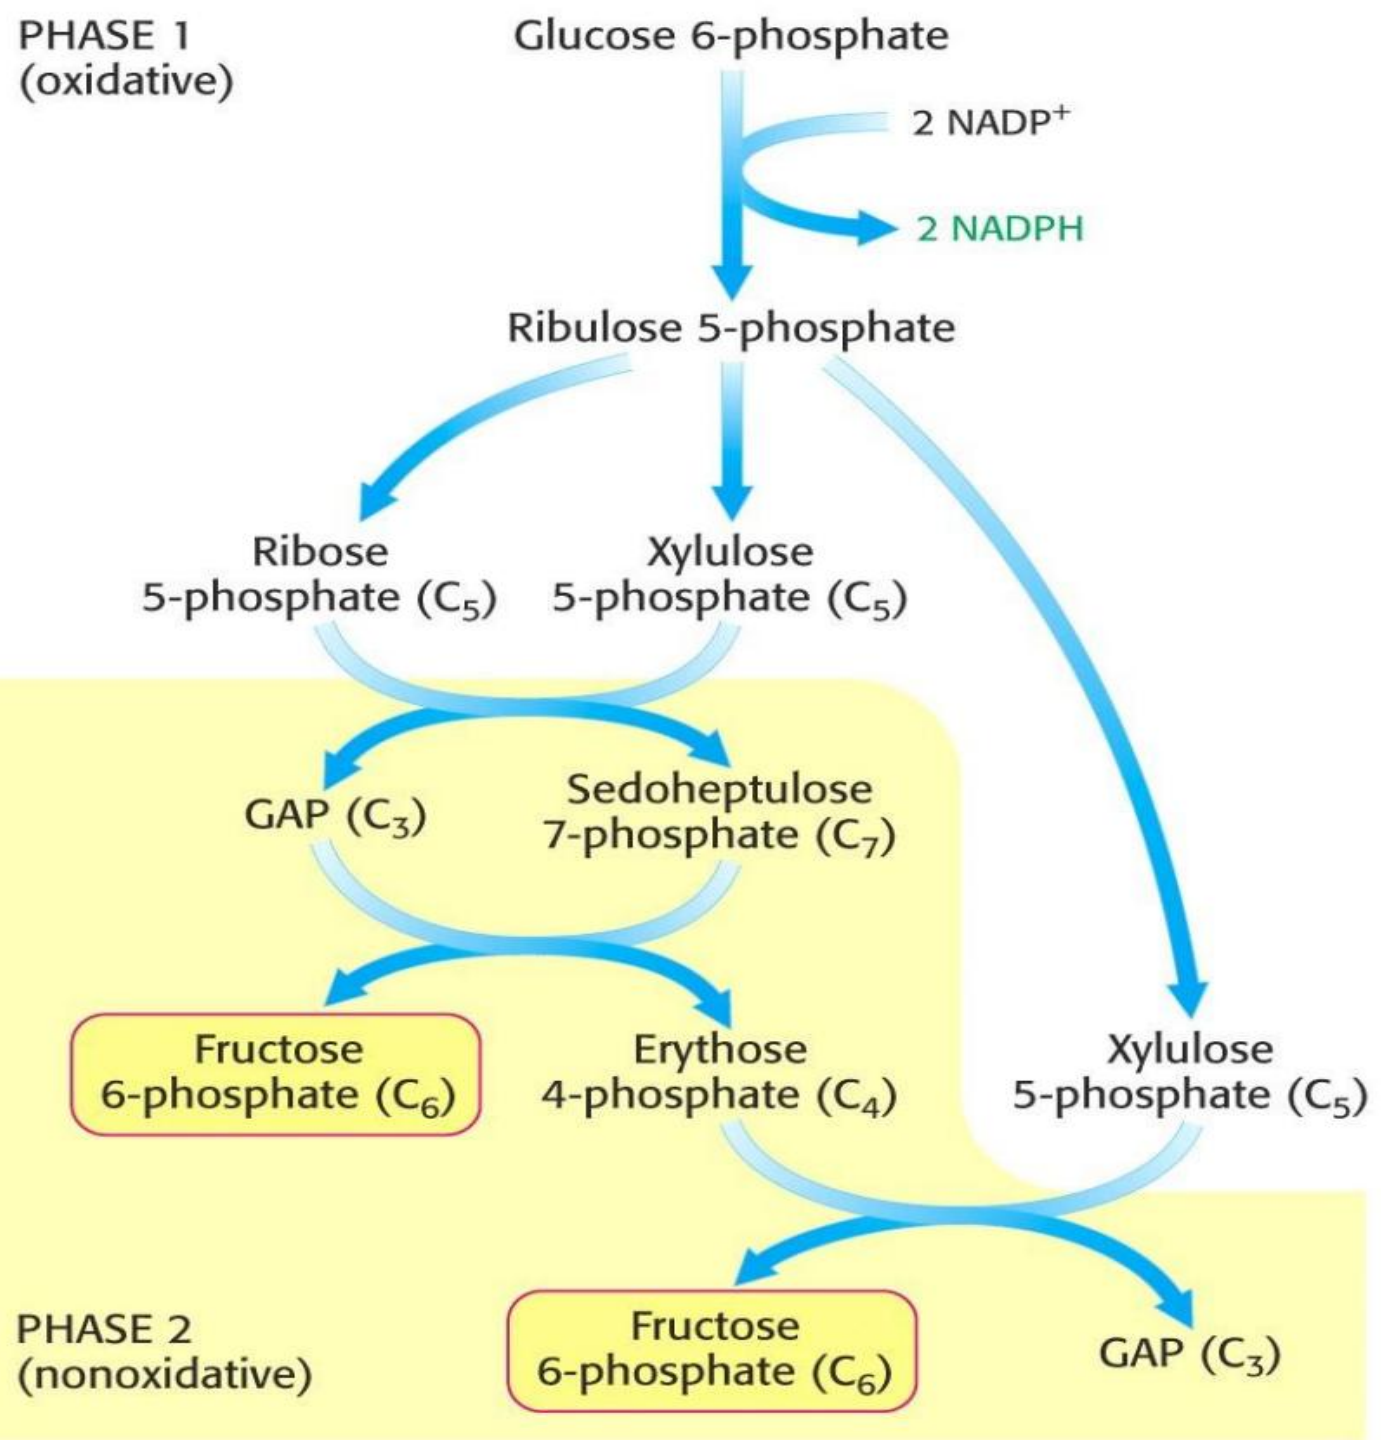 PHASE 1
(oxidative)
Glucose 6-phosphate
2 NADP⁺
2 NADPH
Ribulose 5-phosphate
Ribose
5-phosphate (C₅)
Xylulose
5-phosphate (C₅)
GAP (C₃)
Sedoheptulose
7-phosphate (C₇)
Fructose
6-phosphate (C₆)
Erythose
4-phosphate (C₄)
Xylulose
5-phosphate (C₅)
PHASE 2
(nonoxidative)
Fructose
6-phosphate (C₆)
GAP (C₃)